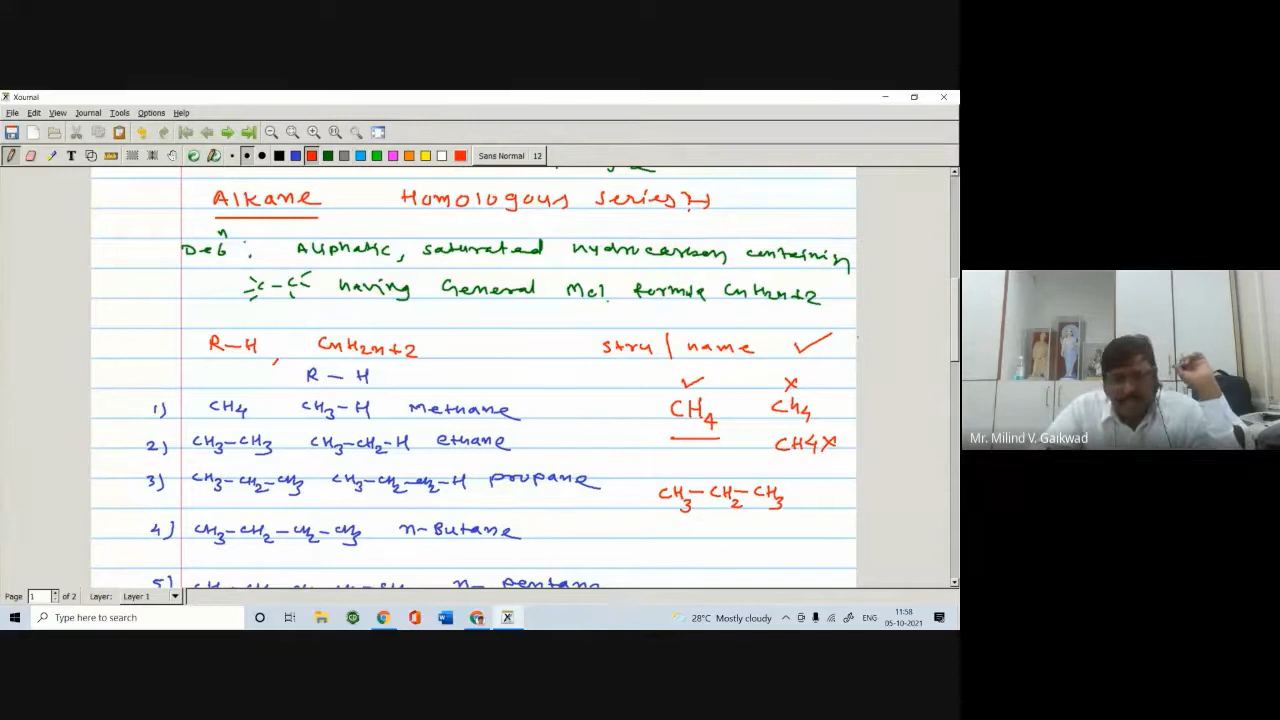 Xournal
File Edit View Journal Tools Options Help
Sans Normal 12
Alkane Homologous series :→
Defn : Aliphatic, saturated hydrocarbon containing
C – C having General Mol. formula CnH2n+2
R–H , CnH2n+2 stru | name ✓
R – H ✓ x
1) CH4 CH3–H Methane CH4 CH4
2) CH3–CH3 CH3–CH2–H ethane CH4 x
3) CH3–CH2–CH3 CH3–CH2–CH2–H propane CH3–CH2–CH3
4) CH3–CH2–CH2–CH3 n-Butane
5) n- pentane
Page 1 of 2 Layer: Layer 1
Type here to search
28°C Mostly cloudy ENG 11:58
05-10-2021
Mr. Milind V. Gaikwad